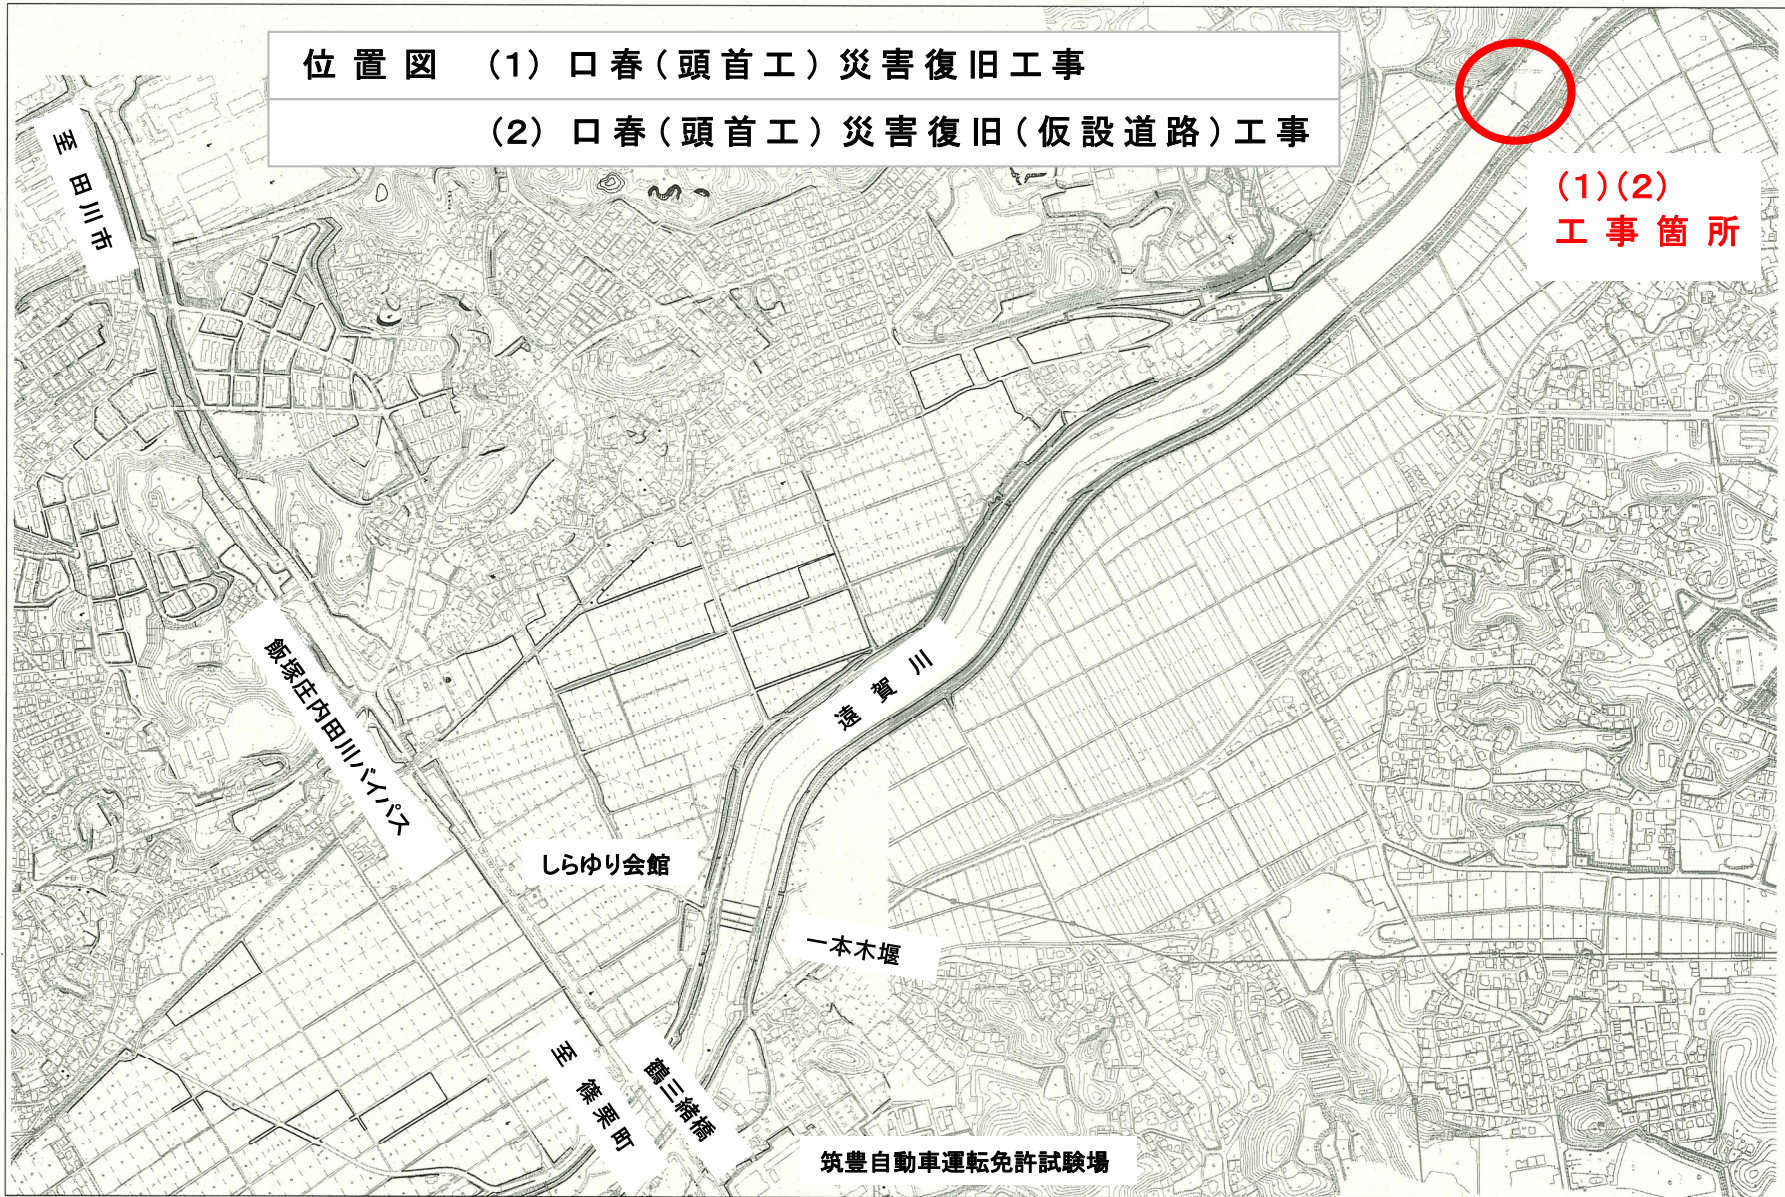 位置図 (1) 口春(頭首工)災害復旧工事
(2) 口春(頭首工)災害復旧(仮設道路)工事
(1)(2)
工事箇所
至 田川市
飯塚庄内田川バイパス
遠賀川
しらゆり会館
一本木堰
至 篠栗町
鶴三緒橋
筑豊自動車運転免許試験場